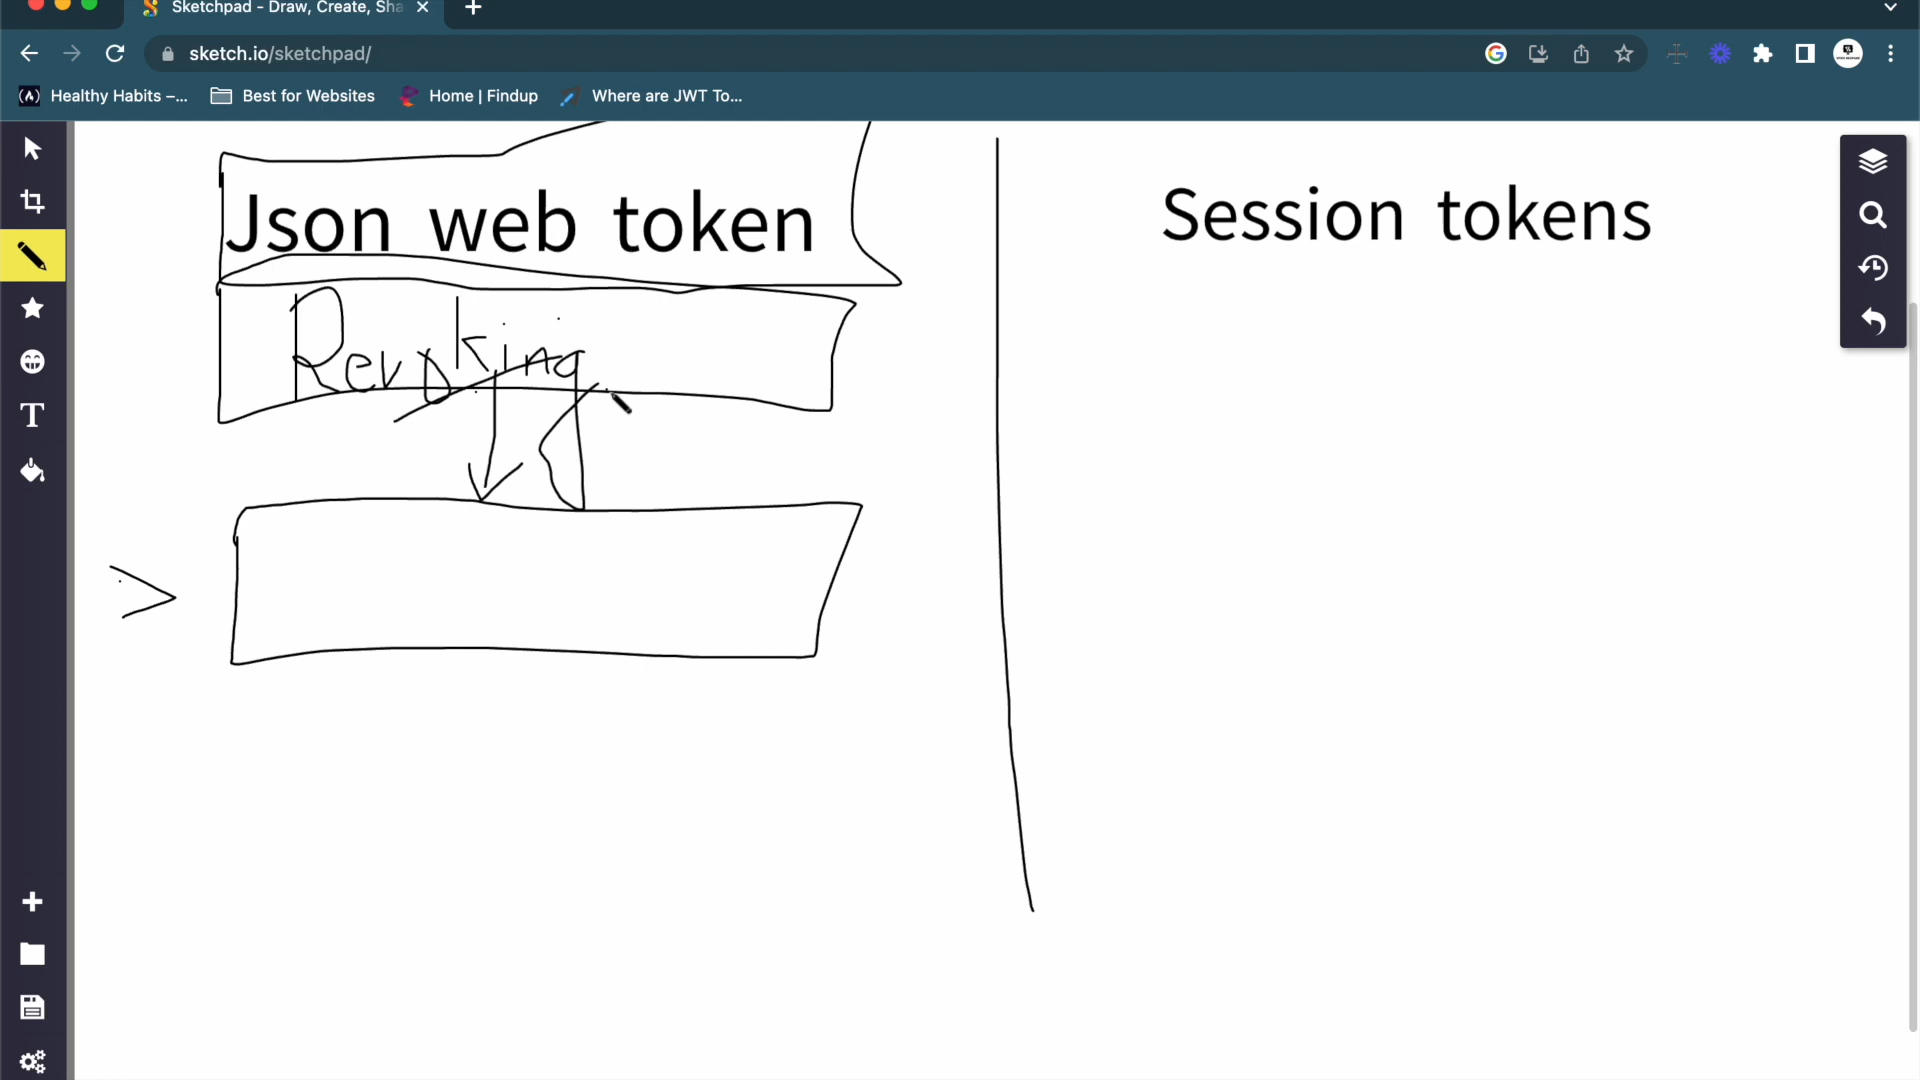 Sketchpad - Draw, Create, Sha
sketch.io/sketchpad/
Healthy Habits –...
Best for Websites
Home | Findup
Where are JWT To...
Json web token
Session tokens
Revoking
T